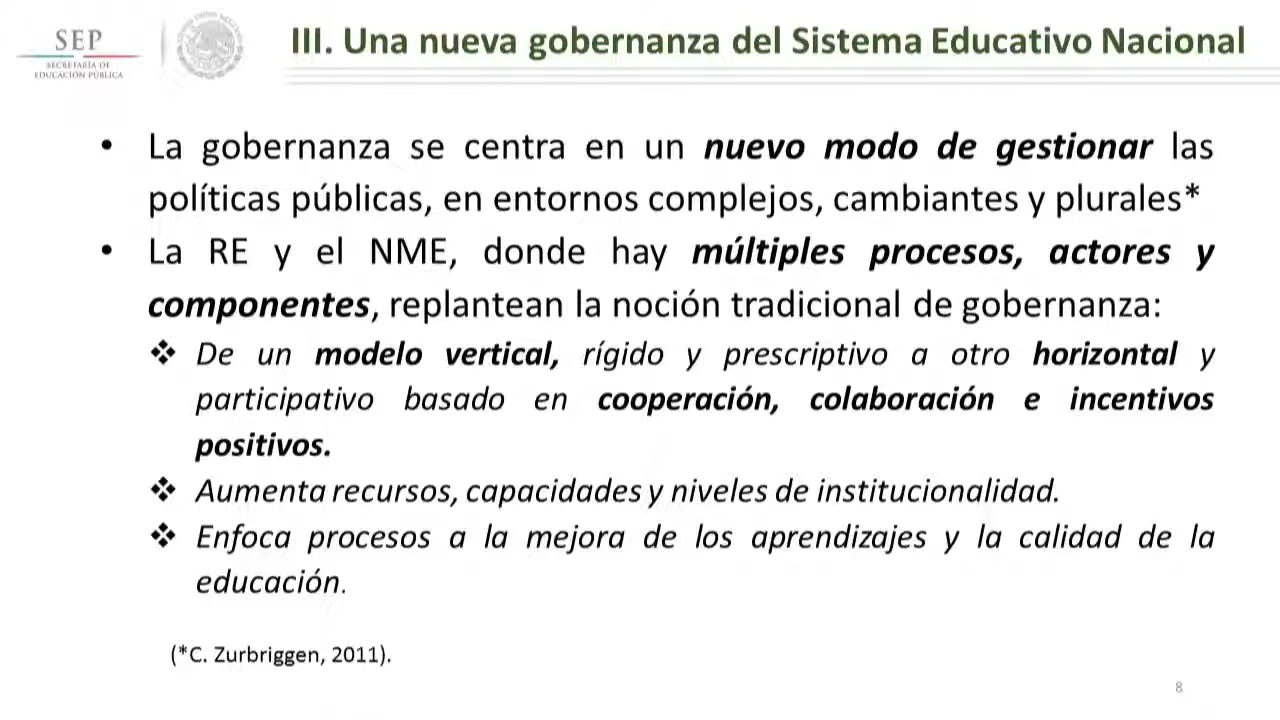 SEP
SECRETARÍA DE
EDUCACIÓN PÚBLICA
III. Una nueva gobernanza del Sistema Educativo Nacional
• La gobernanza se centra en un nuevo modo de gestionar las
políticas públicas, en entornos complejos, cambiantes y plurales*
• La RE y el NME, donde hay múltiples procesos, actores y
componentes, replantean la noción tradicional de gobernanza:
❖ De un modelo vertical, rígido y prescriptivo a otro horizontal y
participativo basado en cooperación, colaboración e incentivos
positivos.
❖ Aumenta recursos, capacidades y niveles de institucionalidad.
❖ Enfoca procesos a la mejora de los aprendizajes y la calidad de la
educación.
(*C. Zurbriggen, 2011).
8